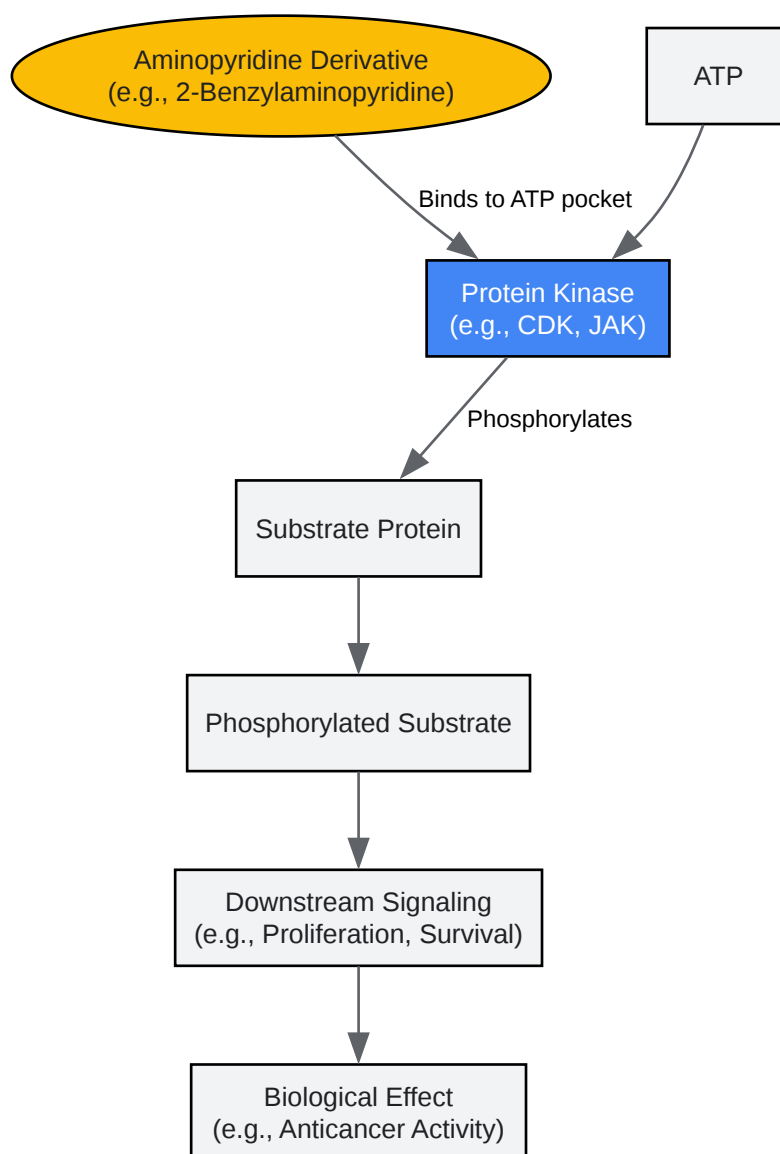 Aminopyridine Derivative
(e.g., 2-Benzylaminopyridine)
ATP
Binds to ATP pocket
Protein Kinase
(e.g., CDK, JAK)
Phosphorylates
Substrate Protein
Phosphorylated Substrate
Downstream Signaling
(e.g., Proliferation, Survival)
Biological Effect
(e.g., Anticancer Activity)